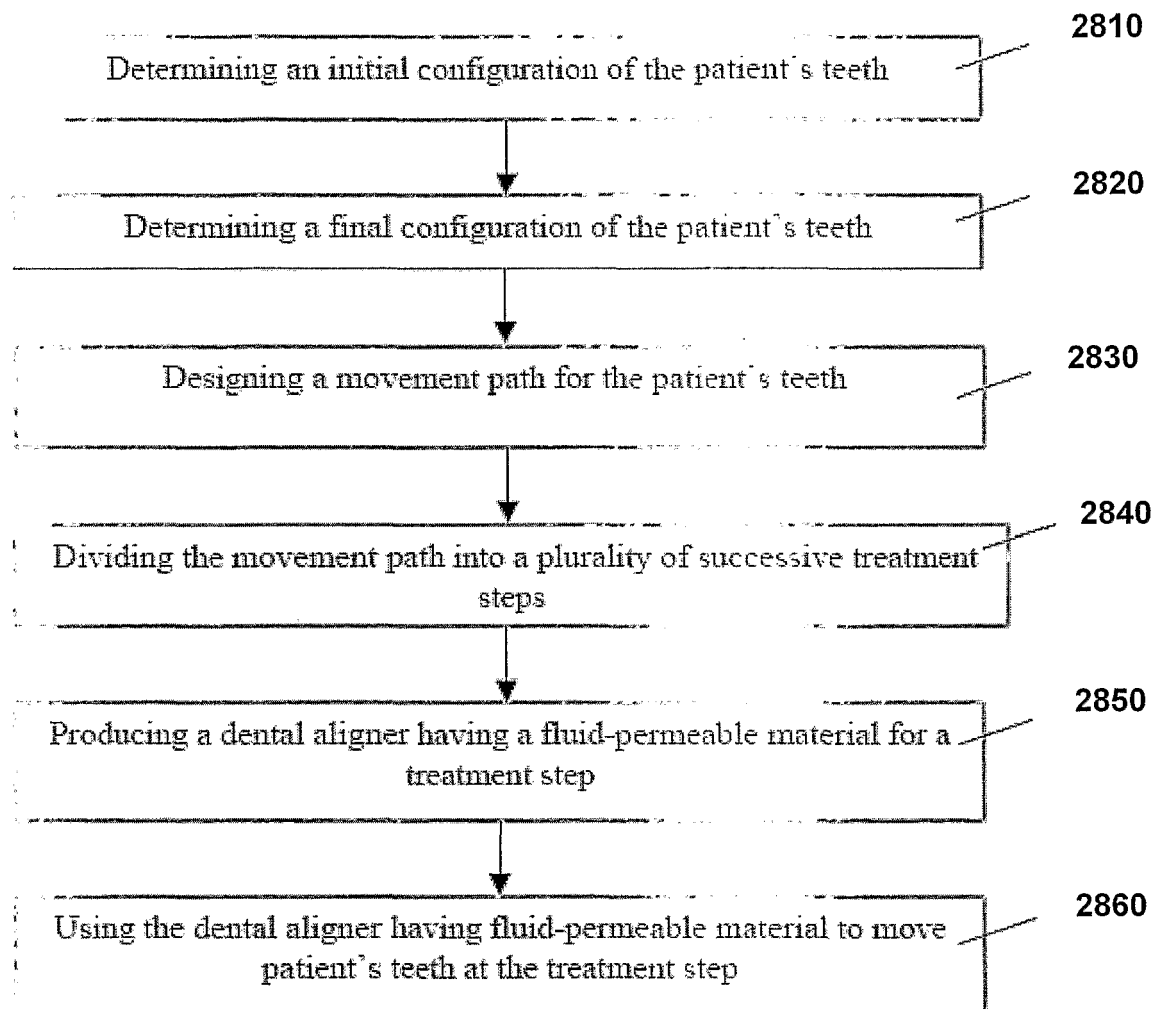 2810
Determining an initial configuration of the patient's teeth
2820
Determining a final configuration of the patient's teeth
2830
Designing a movement path for the patient's teeth
2840
Dividing the movement path into a plurality of successive treatment
steps
2850
Producing a dental aligner having a fluid-permeable material for a
treatment step
2860
Using the dental aligner having fluid-permeable material to move
patient's teeth at the treatment step